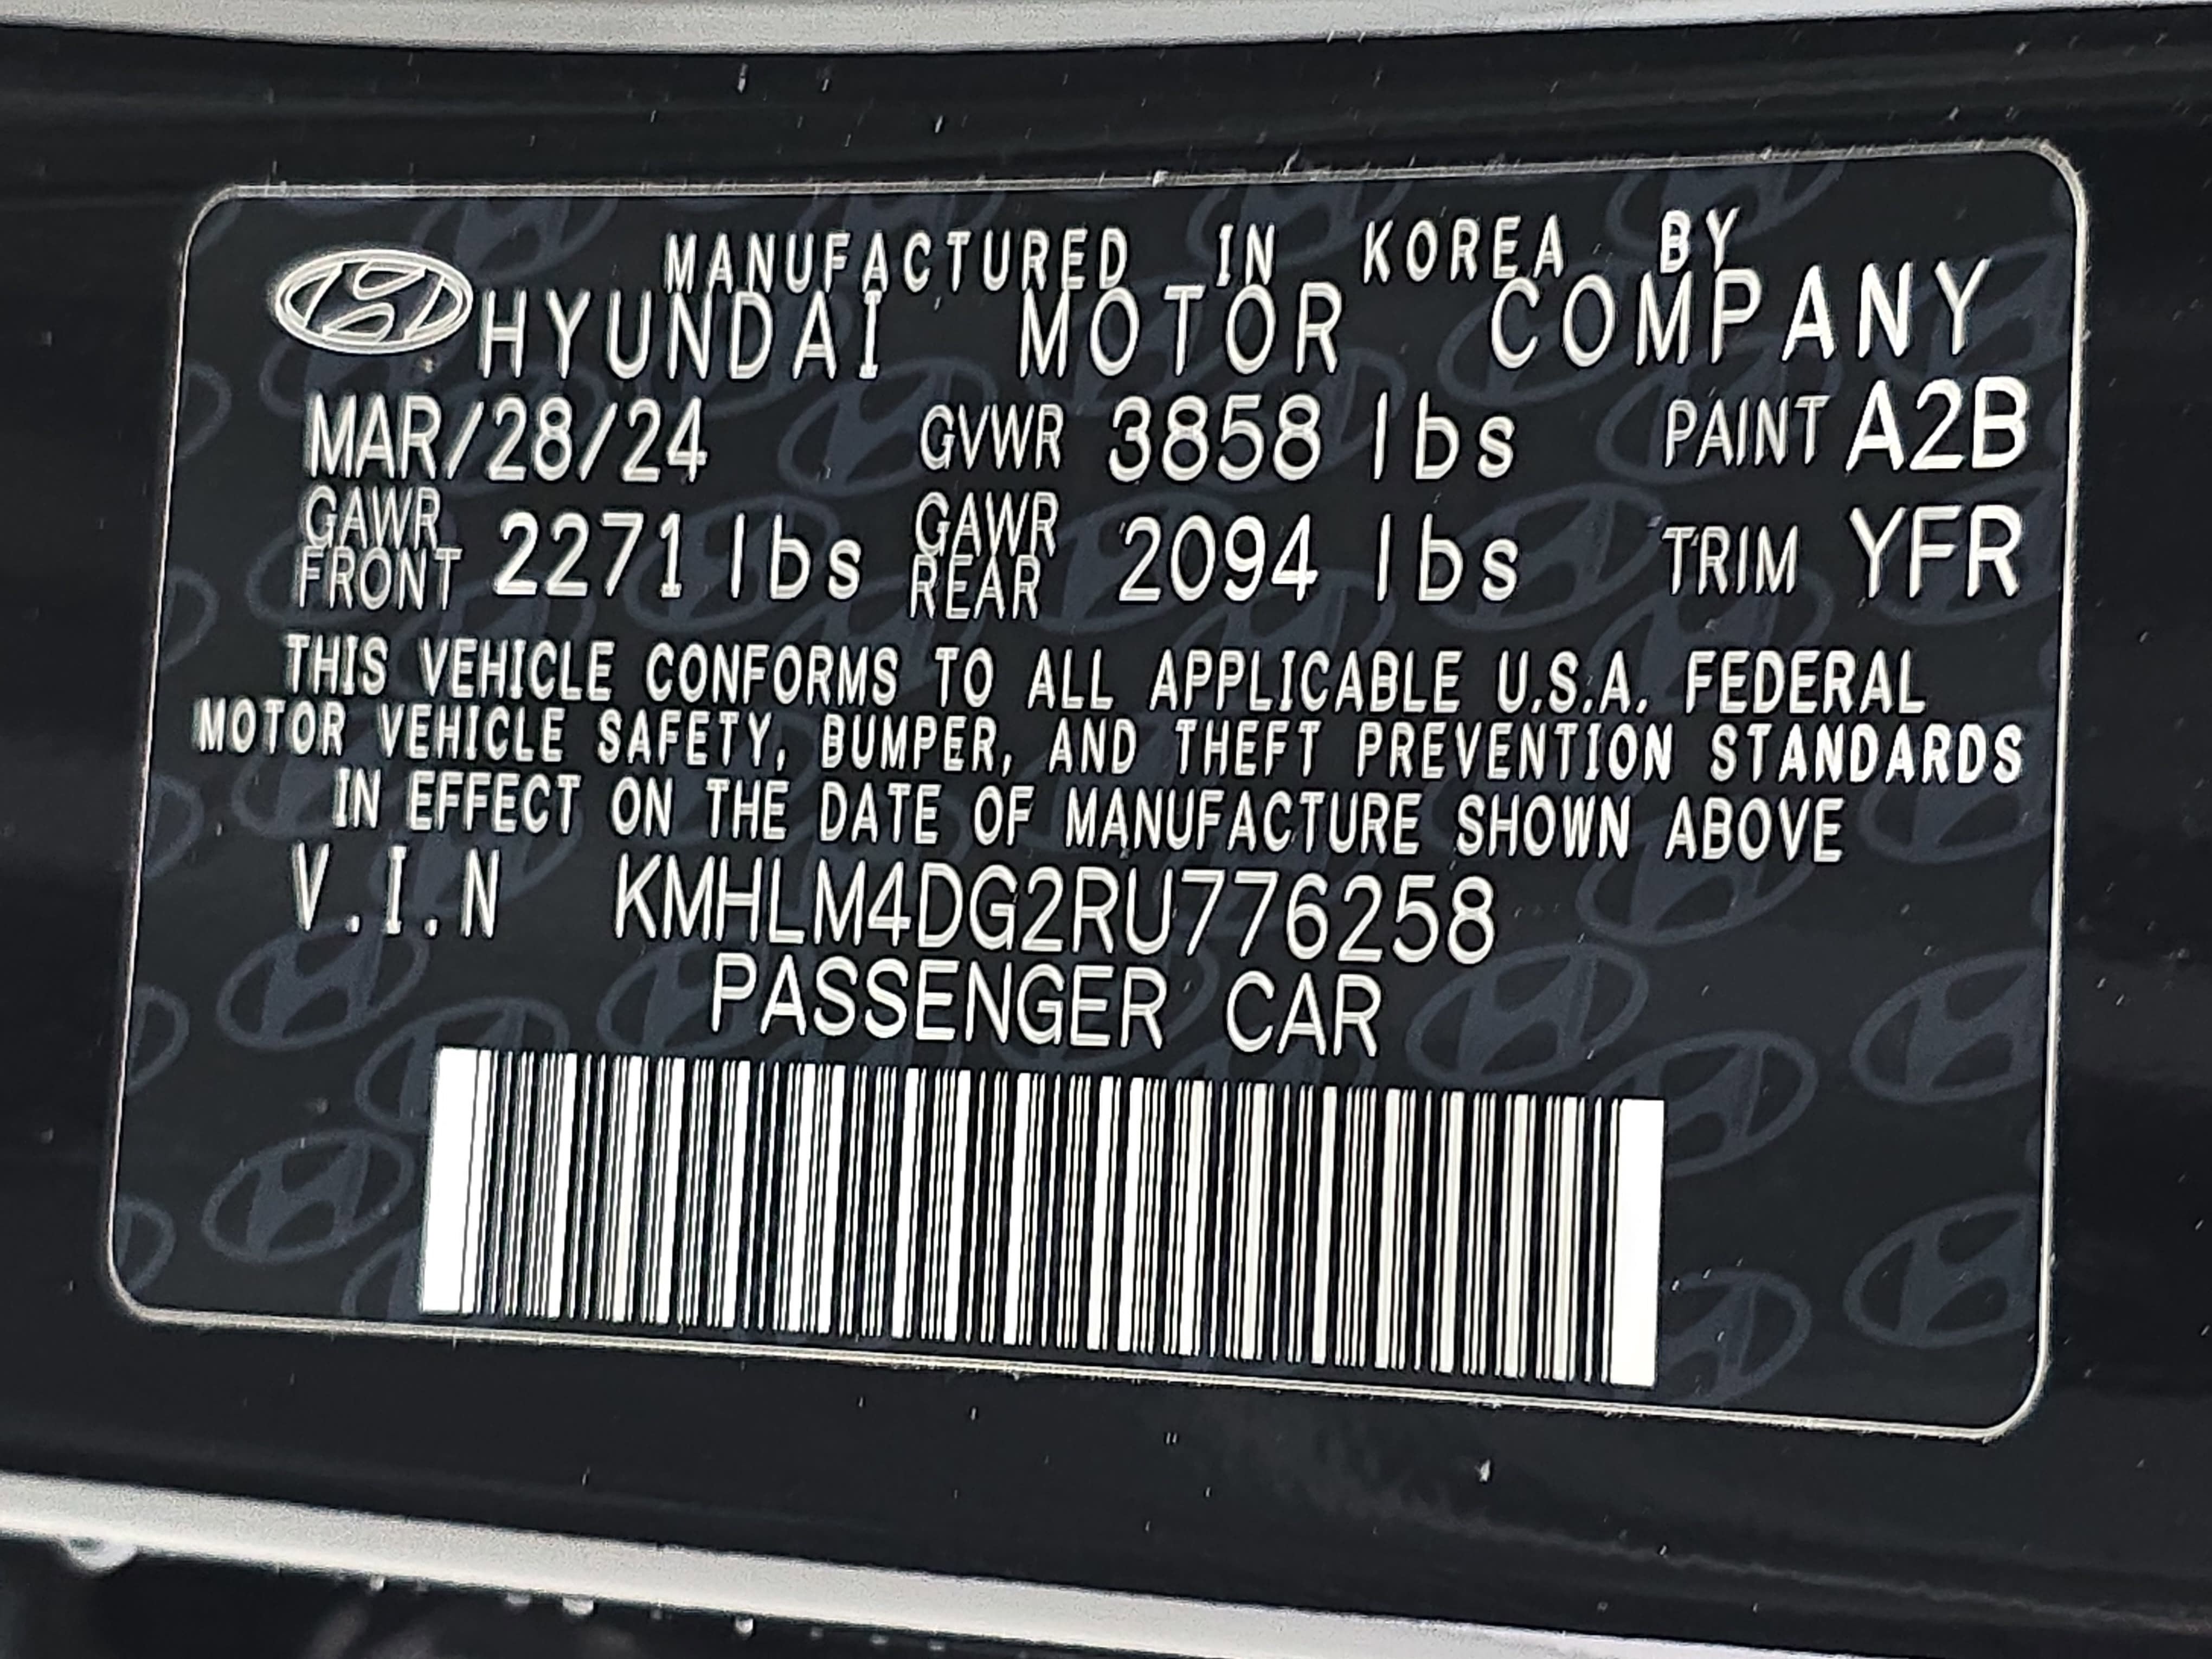 MANUFACTURED IN KOREA BY
HYUNDAI MOTOR COMPANY
MAR/28/24 GVWR 3858 lbs PAINT A2B
GAWR FRONT 2271 lbs GAWR REAR 2094 lbs TRIM YFR
THIS VEHICLE CONFORMS TO ALL APPLICABLE U.S.A. FEDERAL
MOTOR VEHICLE SAFETY, BUMPER, AND THEFT PREVENTION STANDARDS
IN EFFECT ON THE DATE OF MANUFACTURE SHOWN ABOVE
V.I.N KMHLM4DG2RU776258
PASSENGER CAR